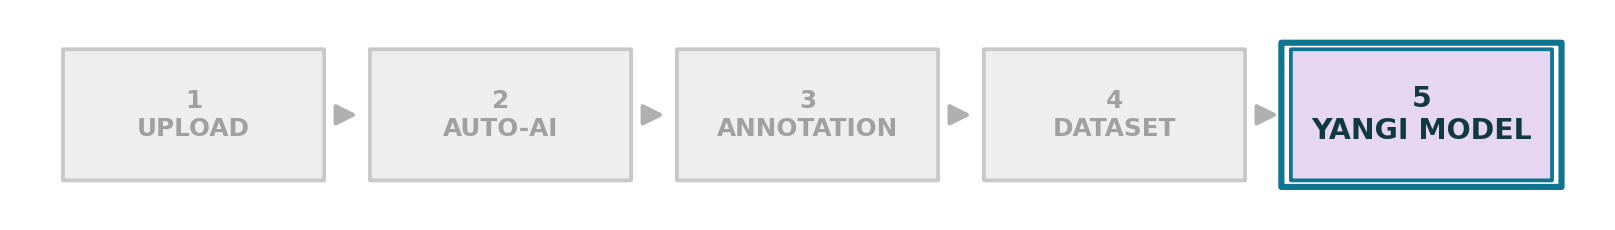 1
UPLOAD
2
AUTO-AI
3
ANNOTATION
4
DATASET
5
YANGI MODEL